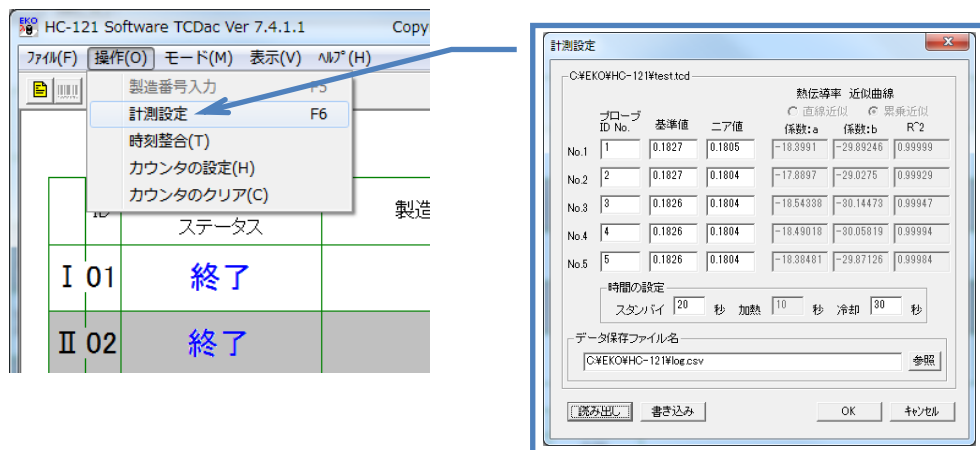 HC-121 Software TCDac Ver 7.4.1.1 Copy
ファイル(F) 操作(O) モード(M) 表示(V) ヘルプ(H)
製造番号入力 F5
計測設定 F6
時刻整合(T)
カウンタの設定(H)
カウンタのクリア(C)
ID ステータス 製造
I 01 終了
II 02 終了
計測設定
C:¥EKO¥HC-121¥test.tcd
熱伝導率 近似曲線
直線近似 累乗近似
プローブ ID No. 基準値 ニア値 係数:a 係数:b R^2
No.1 1 0.1827 0.1805 -18.3991 -29.89246 0.99999
No.2 2 0.1827 0.1804 -17.8897 -29.0275 0.99929
No.3 3 0.1826 0.1804 -18.54338 -30.14473 0.99947
No.4 4 0.1826 0.1804 -18.49018 -30.05819 0.99994
No.5 5 0.1826 0.1804 -18.38481 -29.87126 0.99984
時間の設定
スタンバイ 20 秒 加熱 10 秒 冷却 30 秒
データ保存ファイル名
C:¥EKO¥HC-121¥log.csv 参照
読み出し 書き込み OK キャンセル